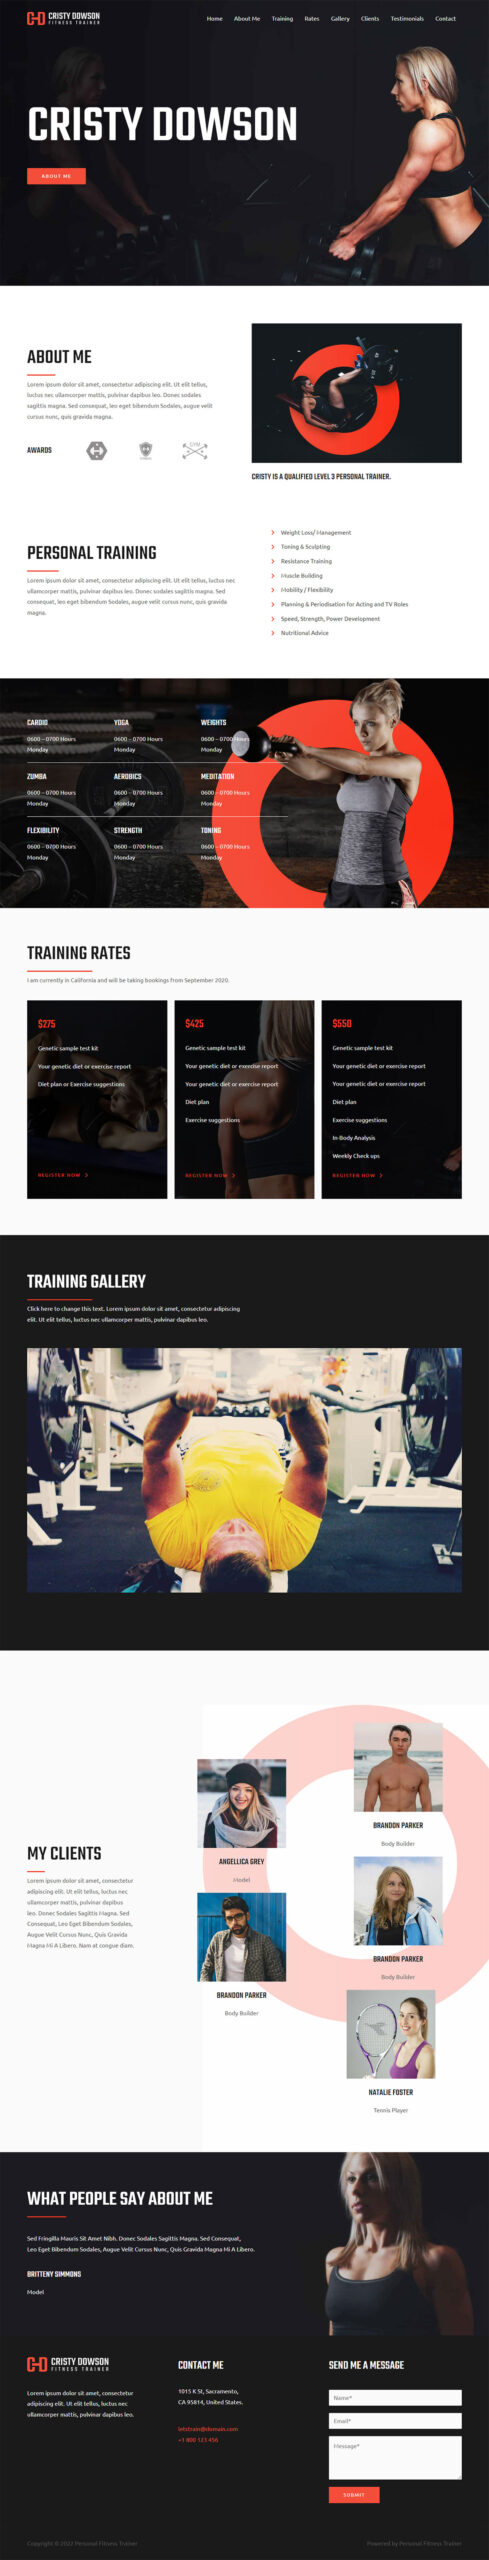 CRISTY DOWSON
FITNESS TRAINER
Home About Me Training Rates Gallery Clients Testimonials Contact
CRISTY DOWSON
ABOUT ME
ABOUT ME
Lorem ipsum dolor sit amet, consectetur adipiscing elit. Ut elit tellus,
luctus nec ullamcorper mattis, pulvinar dapibus leo. Donec sodales
sagittis magna. Sed consequat, leo eget bibendum Sodales, augue velit
cursus nunc, quis gravida magna.
AWARDS
GYM
CRISTY IS A QUALIFIED LEVEL 3 PERSONAL TRAINER.
PERSONAL TRAINING
Lorem ipsum dolor sit amet, consectetur adipiscing elit. Ut elit tellus, luctus nec
ullamcorper mattis, pulvinar dapibus leo. Donec sodales sagittis magna. Sed
consequat, leo eget bibendum Sodales, augue velit cursus nunc, quis gravida
magna.
Weight Loss/ Management
Toning & Sculpting
Resistance Training
Muscle Building
Mobility / Flexibility
Planning & Periodisation for Acting and TV Roles
Speed, Strength, Power Development
Nutritional Advice
CARDIO YOGA WEIGHTS
0600 – 0700 Hours 0600 – 0700 Hours 0600 – 0700 Hours
Monday Monday Monday
ZUMBA AEROBICS MEDITATION
0600 – 0700 Hours 0600 – 0700 Hours 0600 – 0700 Hours
Monday Monday Monday
FLEXIBILITY STRENGTH TONING
0600 – 0700 Hours 0600 – 0700 Hours 0600 – 0700 Hours
Monday Monday Monday
TRAINING RATES
I am currently in California and will be taking bookings from September 2020.
$275
Genetic sample test kit
Your genetic diet or exercise report
Diet plan or Exercise suggestions
REGISTER NOW
$425
Genetic sample test kit
Your genetic diet or exercise report
Your genetic diet or exercise report
Diet plan
Exercise suggestions
REGISTER NOW
$550
Genetic sample test kit
Your genetic diet or exercise report
Your genetic diet or exercise report
Diet plan
Exercise suggestions
In-Body Analysis
Weekly Check ups
REGISTER NOW
TRAINING GALLERY
Click here to change this text. Lorem ipsum dolor sit amet, consectetur adipiscing
elit. Ut elit tellus, luctus nec ullamcorper mattis, pulvinar dapibus leo.
MY CLIENTS
Lorem ipsum dolor sit amet, consectetur
adipiscing elit. Ut elit tellus, luctus nec
ullamcorper mattis, pulvinar dapibus
leo. Donec Sodales Sagittis Magna. Sed
Consequat, Leo Eget Bibendum Sodales,
Augue Velit Cursus Nunc, Quis Gravida
Magna Mi A Libero. Nam at congue diam.
ANGELLICA GREY
Model
BRANDON PARKER
Body Builder
BRANDON PARKER
Body Builder
BRANDON PARKER
Body Builder
NATALIE FOSTER
Tennis Player
WHAT PEOPLE SAY ABOUT ME
Sed Fringilla Mauris Sit Amet Nibh. Donec Sodales Sagittis Magna. Sed Consequat,
Leo Eget Bibendum Sodales, Augue Velit Cursus Nunc, Quis Gravida Magna Mi A Libero.
BRITTENY SIMMONS
Model
CRISTY DOWSON
FITNESS TRAINER
Lorem ipsum dolor sit amet, consectetur
adipiscing elit. Ut elit tellus, luctus nec
ullamcorper mattis, pulvinar dapibus leo.
CONTACT ME
1015 K St, Sacramento,
CA 95814, United States.
letstrain@domain.com
+1 800 123 456
SEND ME A MESSAGE
Name*
Email*
Message*
SUBMIT
Copyright © 2022 Personal Fitness Trainer
Powered by Personal Fitness Trainer